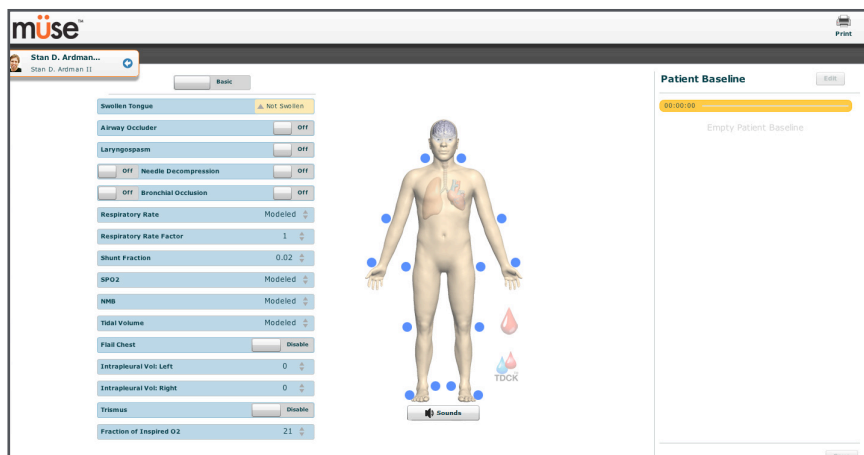 müse™
Print
Stan D. Ardman...
Stan D. Ardman II
Basic
Swollen Tongue Not Swollen
Airway Occluder Off
Laryngospasm Off
Off Needle Decompression Off
Off Bronchial Occlusion Off
Respiratory Rate Modeled
Respiratory Rate Factor 1
Shunt Fraction 0.02
SPO2 Modeled
NMB Modeled
Tidal Volume Modeled
Flail Chest Disable
Intrapleural Vol: Left 0
Intrapleural Vol: Right 0
Trismus Disable
Fraction of Inspired O2 21
TDCK
Sounds
Patient Baseline Edit
00:00:00
Empty Patient Baseline